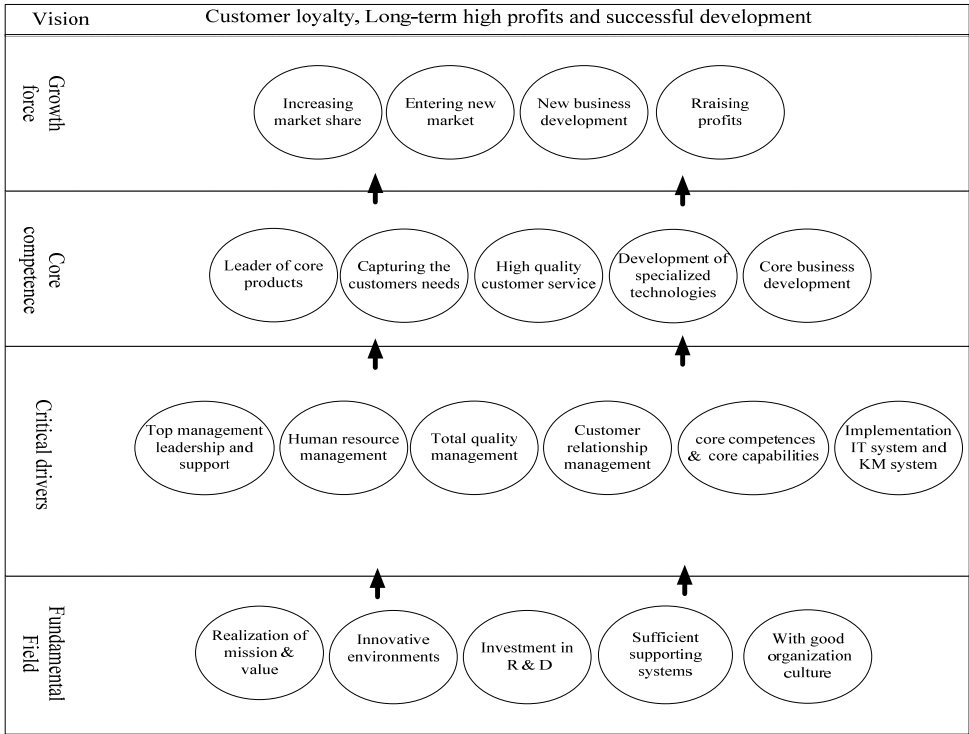 Vision
Customer loyalty, Long-term high profits and successful development
Growth
force
Increasing
market share
Entering new
market
New business
development
Rraising
profits
Core
competence
Leader of core
products
Capturing the
customers needs
High quality
customer service
Development of
specialized
technologies
Core business
development
Critical drivers
Top management
leadership and
support
Human resource
management
Total quality
management
Customer
relationship
management
core competences
& core capabilities
Implementation
IT system and
KM system
Fundamental
Field
Realization of
mission &
value
Innovative
environments
Investment in
R & D
Sufficient
supporting
systems
With good
organization
culture